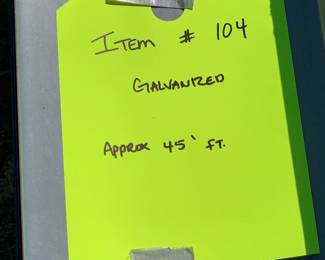 Item # 104
GALVANIZED
Approx 45' ft.